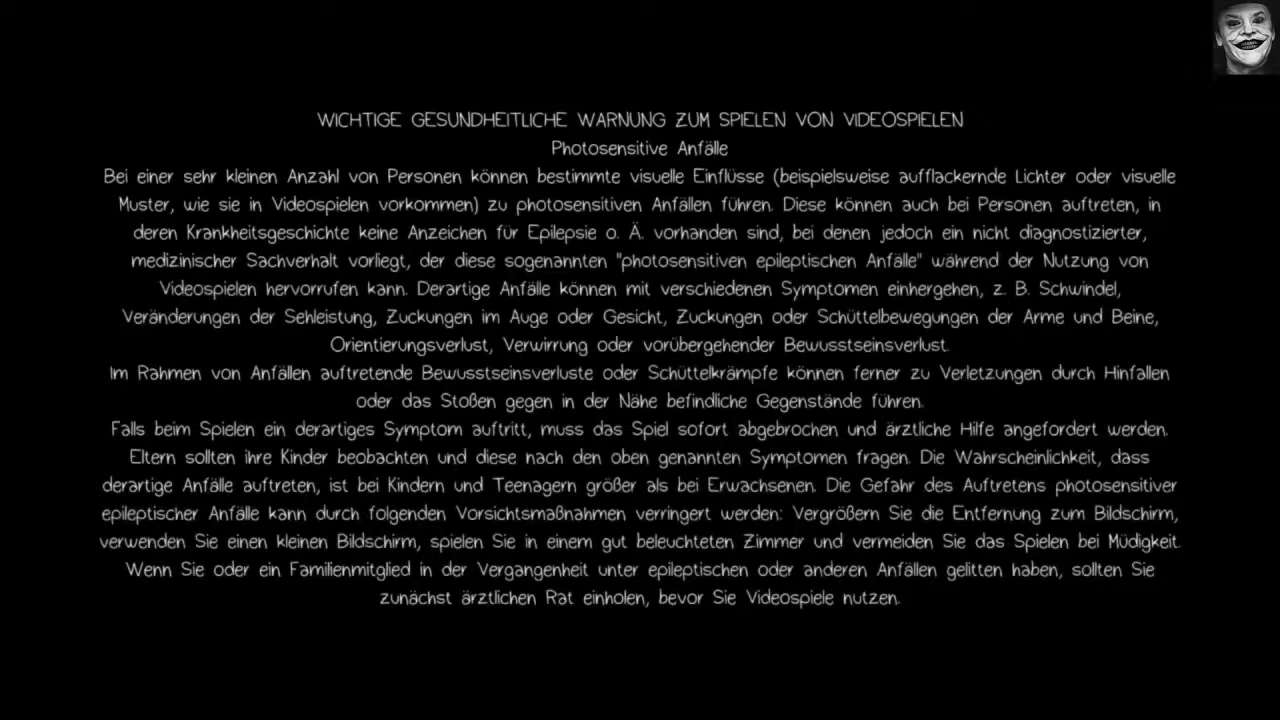 WICHTIGE GESUNDHEITLICHE WARNUNG ZUM SPIELEN VON VIDEOSPIELEN
Photosensitive Anfälle
Bei einer sehr kleinen Anzahl von Personen können bestimmte visuelle Einflüsse (beispielsweise aufflackernde Lichter oder visuelle
Muster, wie sie in Videospielen vorkommen) zu photosensitiven Anfällen führen. Diese können auch bei Personen auftreten, in
deren Krankheitsgeschichte keine Anzeichen für Epilepsie o. Ä. vorhanden sind, bei denen jedoch ein nicht diagnostizierter,
medizinischer Sachverhalt vorliegt, der diese sogenannten "photosensitiven epileptischen Anfälle" während der Nutzung von
Videospielen hervorrufen kann. Derartige Anfälle können mit verschiedenen Symptomen einhergehen, z. B. Schwindel,
Veränderungen der Sehleistung, Zuckungen im Auge oder Gesicht, Zuckungen oder Schüttelbewegungen der Arme und Beine,
Orientierungsverlust, Verwirrung oder vorübergehender Bewusstseinsverlust.
Im Rahmen von Anfällen auftretende Bewusstseinsverluste oder Schüttelkrämpfe können ferner zu Verletzungen durch Hinfallen
oder das Stoßen gegen in der Nähe befindliche Gegenstände führen.
Falls beim Spielen ein derartiges Symptom auftritt, muss das Spiel sofort abgebrochen und ärztliche Hilfe angefordert werden.
Eltern sollten ihre Kinder beobachten und diese nach den oben genannten Symptomen fragen. Die Wahrscheinlichkeit, dass
derartige Anfälle auftreten, ist bei Kindern und Teenagern größer als bei Erwachsenen. Die Gefahr des Auftretens photosensitiver
epileptischer Anfälle kann durch folgenden Vorsichtsmaßnahmen verringert werden: Vergrößern Sie die Entfernung zum Bildschirm,
verwenden Sie einen kleinen Bildschirm, spielen Sie in einem gut beleuchteten Zimmer und vermeiden Sie das Spielen bei Müdigkeit.
Wenn Sie oder ein Familienmitglied in der Vergangenheit unter epileptischen oder anderen Anfällen gelitten haben, sollten Sie
zunächst ärztlichen Rat einholen, bevor Sie Videospiele nutzen.